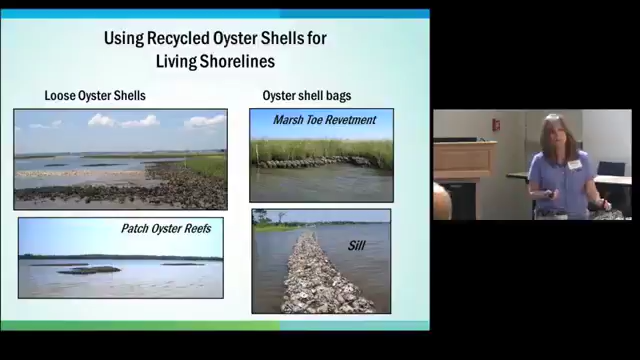 Using Recycled Oyster Shells for
Living Shorelines
Loose Oyster Shells
Oyster shell bags
Marsh Toe Revetment
Patch Oyster Reefs
Sill